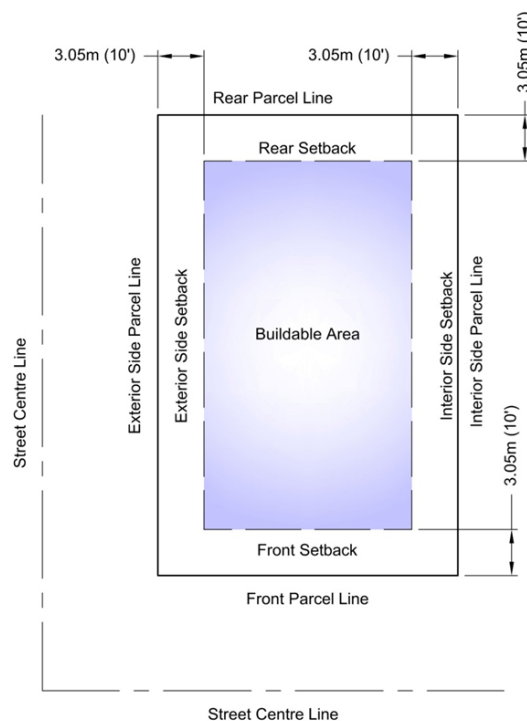 3.05m (10') 3.05m (10')
3.05m (10')
Rear Parcel Line
Rear Setback
Street Centre Line
Exterior Side Parcel Line
Exterior Side Setback
Buildable Area
Interior Side Setback
Interior Side Parcel Line
3.05m (10')
Front Setback
Front Parcel Line
Street Centre Line